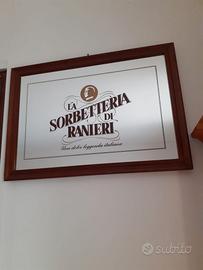 LA
SORBETTERIA
DI
RANIERI
Una dolce leggenda italiana
subito